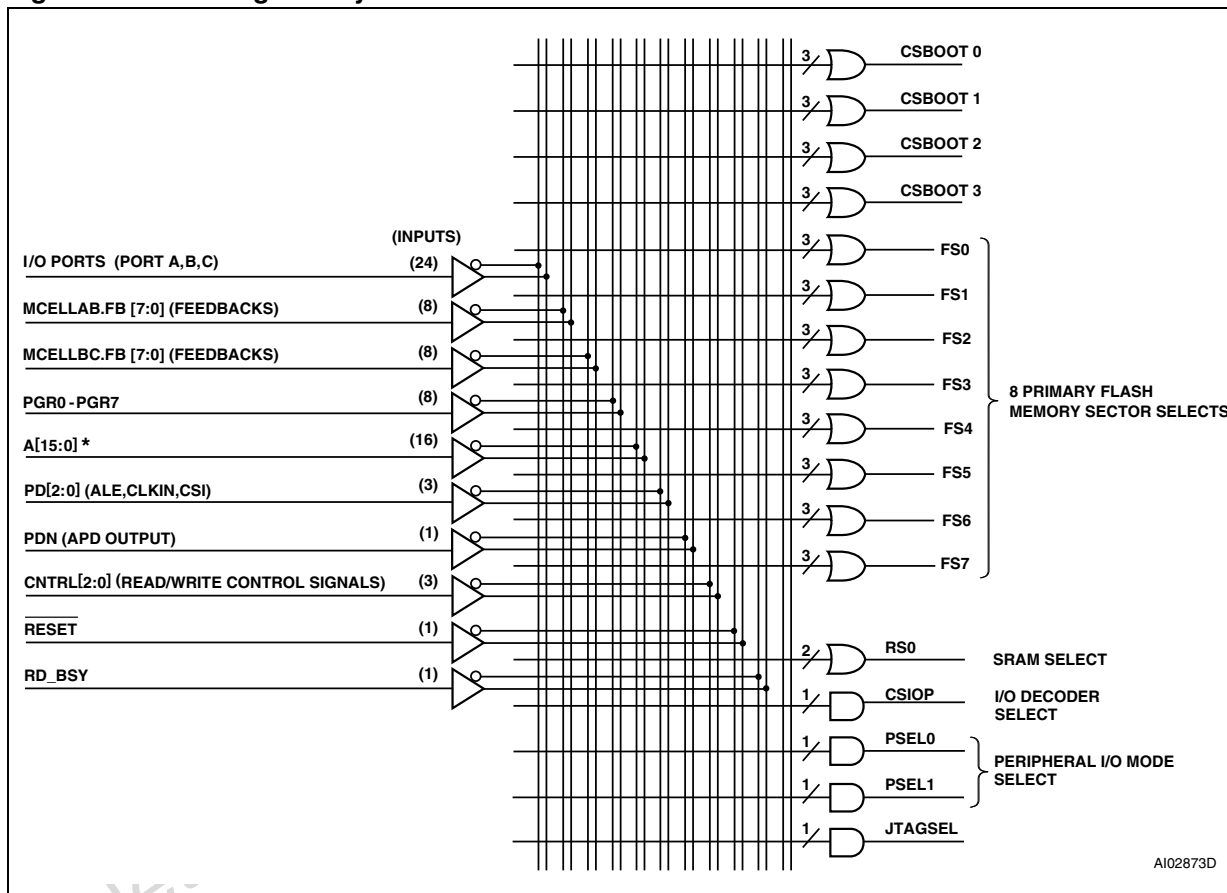 3 CSBOOT 0
3 CSBOOT 1
3 CSBOOT 2
3 CSBOOT 3
(INPUTS)
I/O PORTS (PORT A,B,C) (24)
MCELLAB.FB [7:0] (FEEDBACKS) (8)
MCELLBC.FB [7:0] (FEEDBACKS) (8)
PGR0 - PGR7 (8)
A[15:0] * (16)
PD[2:0] (ALE,CLKIN,CSI) (3)
PDN (APD OUTPUT) (1)
CNTRL[2:0] (READ/WRITE CONTROL SIGNALS) (3)
RESET (1)
RD_BSY (1)
3 FS0
3 FS1
3 FS2
3 FS3
3 FS4
3 FS5
3 FS6
3 FS7
8 PRIMARY FLASH
MEMORY SECTOR SELECTS
2 RS0 SRAM SELECT
1 CSIOP I/O DECODER
SELECT
1 PSEL0
1 PSEL1
PERIPHERAL I/O MODE
SELECT
1 JTAGSEL
AI02873D